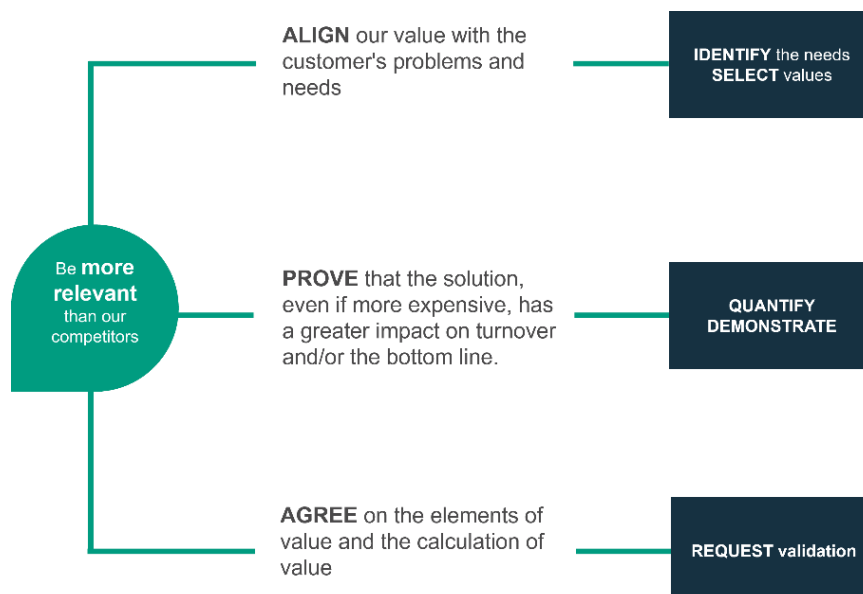 ALIGN our value with the
customer's problems and
needs
IDENTIFY the needs
SELECT values
Be more
relevant
than our
competitors
PROVE that the solution,
even if more expensive, has
a greater impact on turnover
and/or the bottom line.
QUANTIFY
DEMONSTRATE
AGREE on the elements of
value and the calculation of
value
REQUEST validation